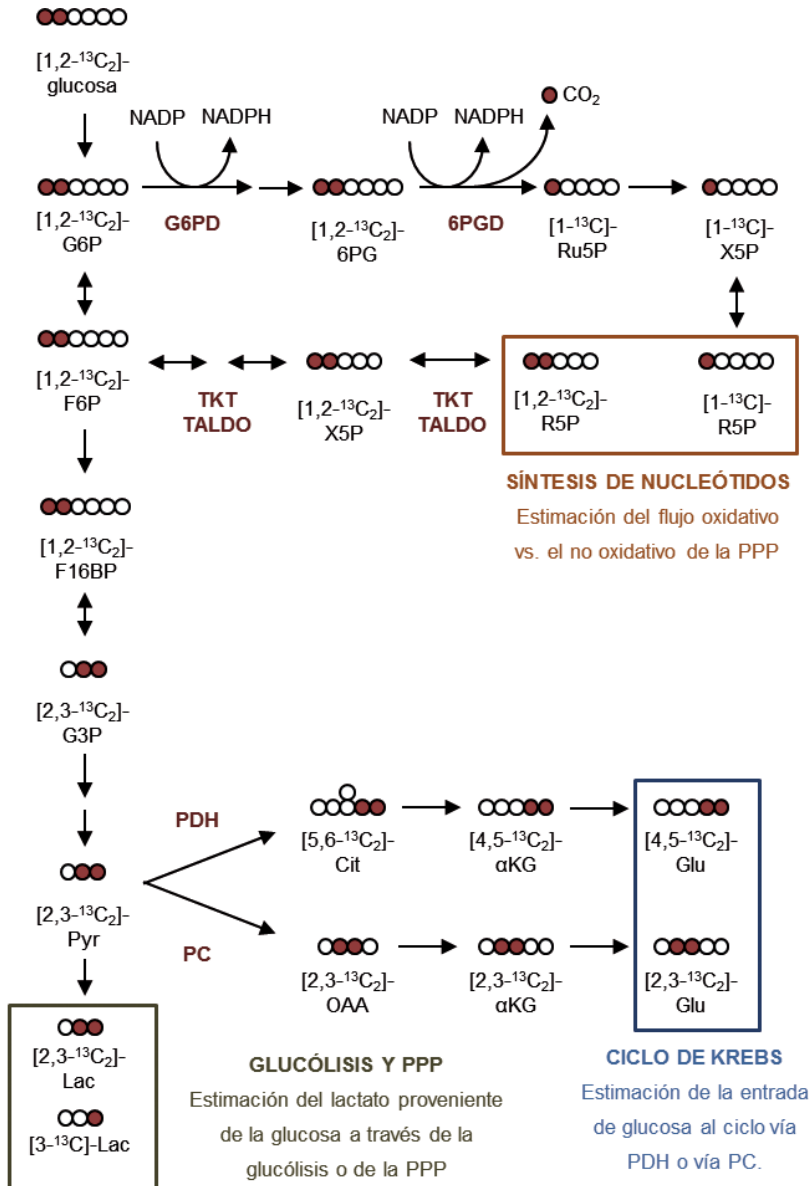 [1,2-¹³C₂]-
glucosa
NADP NADPH
NADP NADPH
CO₂
[1,2-¹³C₂]-
G6P
G6PD
[1,2-¹³C₂]-
6PG
6PGD
[1-¹³C]-
Ru5P
[1-¹³C]-
X5P
[1,2-¹³C₂]-
F6P
TKT
TALDO
[1,2-¹³C₂]-
X5P
TKT
TALDO
[1,2-¹³C₂]-
R5P
[1-¹³C]-
R5P
SÍNTESIS DE NUCLEÓTIDOS
Estimación del flujo oxidativo
vs. el no oxidativo de la PPP
[1,2-¹³C₂]-
F16BP
[2,3-¹³C₂]-
G3P
PDH
[5,6-¹³C₂]-
Cit
[4,5-¹³C₂]-
αKG
[4,5-¹³C₂]-
Glu
[2,3-¹³C₂]-
Pyr
PC
[2,3-¹³C₂]-
OAA
[2,3-¹³C₂]-
αKG
[2,3-¹³C₂]-
Glu
[2,3-¹³C₂]-
Lac
[3-¹³C]-Lac
GLUCÓLISIS Y PPP
Estimación del lactato proveniente
de la glucosa a través de la
glucólisis o de la PPP
CICLO DE KREBS
Estimación de la entrada
de glucosa al ciclo vía
PDH o vía PC.